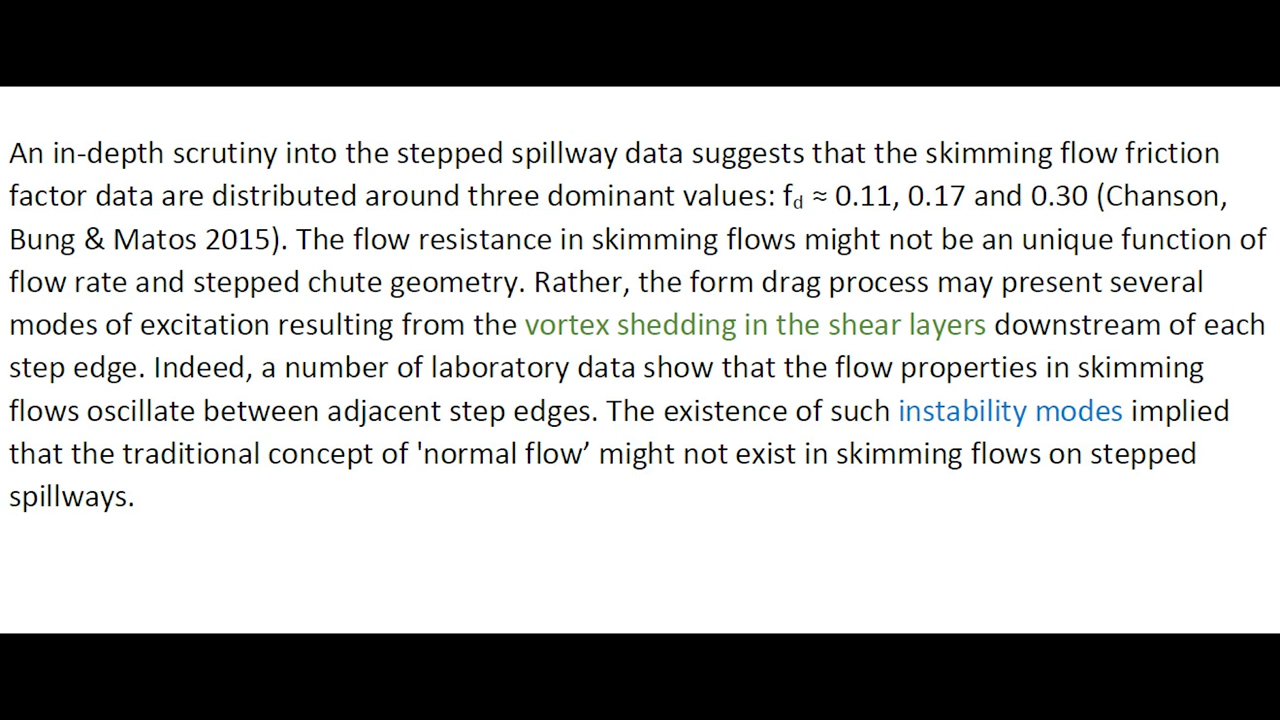 An in-depth scrutiny into the stepped spillway data suggests that the skimming flow friction
factor data are distributed around three dominant values: fd ≈ 0.11, 0.17 and 0.30 (Chanson,
Bung & Matos 2015). The flow resistance in skimming flows might not be an unique function of
flow rate and stepped chute geometry. Rather, the form drag process may present several
modes of excitation resulting from the vortex shedding in the shear layers downstream of each
step edge. Indeed, a number of laboratory data show that the flow properties in skimming
flows oscillate between adjacent step edges. The existence of such instability modes implied
that the traditional concept of 'normal flow’ might not exist in skimming flows on stepped
spillways.